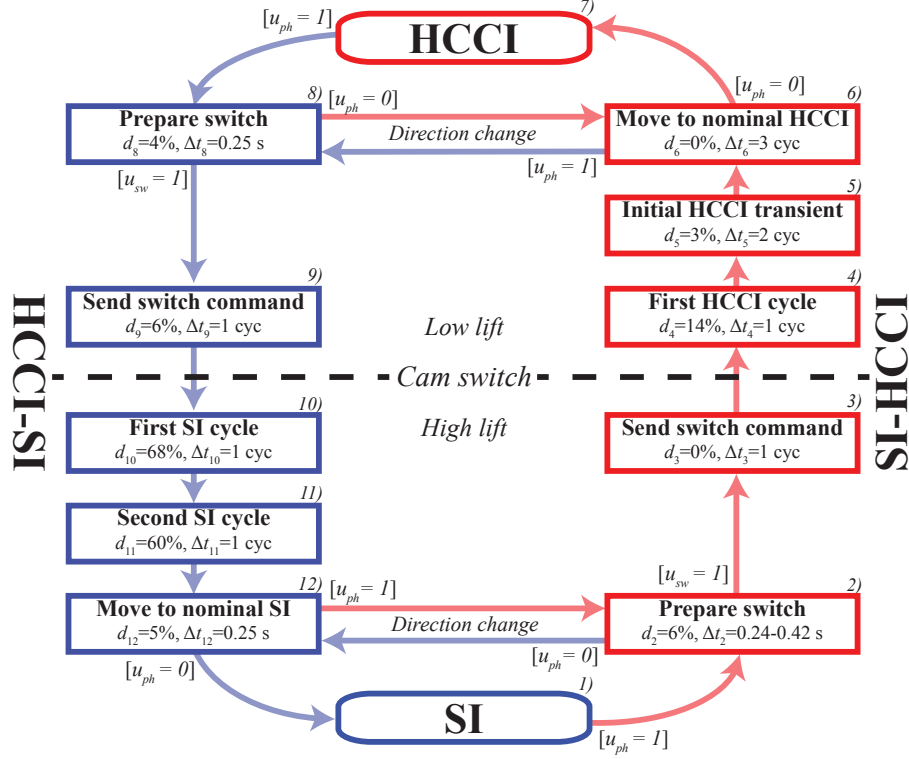 7)
[u_ph = 1]
HCCI
[u_ph = 0]
8)
Prepare switch
d_8=4%, Δt_8=0.25 s
[u_ph = 0]
Direction change
[u_ph = 1]
6)
Move to nominal HCCI
d_6=0%, Δt_6=3 cyc
[u_sw = 1]
5)
Initial HCCI transient
d_5=3%, Δt_5=2 cyc
9)
Send switch command
d_9=6%, Δt_9=1 cyc
Low lift
4)
First HCCI cycle
d_4=14%, Δt_4=1 cyc
HCCI-SI
Cam switch
SI-HCCI
10)
First SI cycle
d_10=68%, Δt_10=1 cyc
High lift
3)
Send switch command
d_3=0%, Δt_3=1 cyc
11)
Second SI cycle
d_11=60%, Δt_11=1 cyc
12)
Move to nominal SI
d_12=5%, Δt_12=0.25 s
[u_ph = 1]
Direction change
[u_ph = 0]
[u_sw = 1]
2)
Prepare switch
d_2=6%, Δt_2=0.24-0.42 s
[u_ph = 0]
1)
SI
[u_ph = 1]